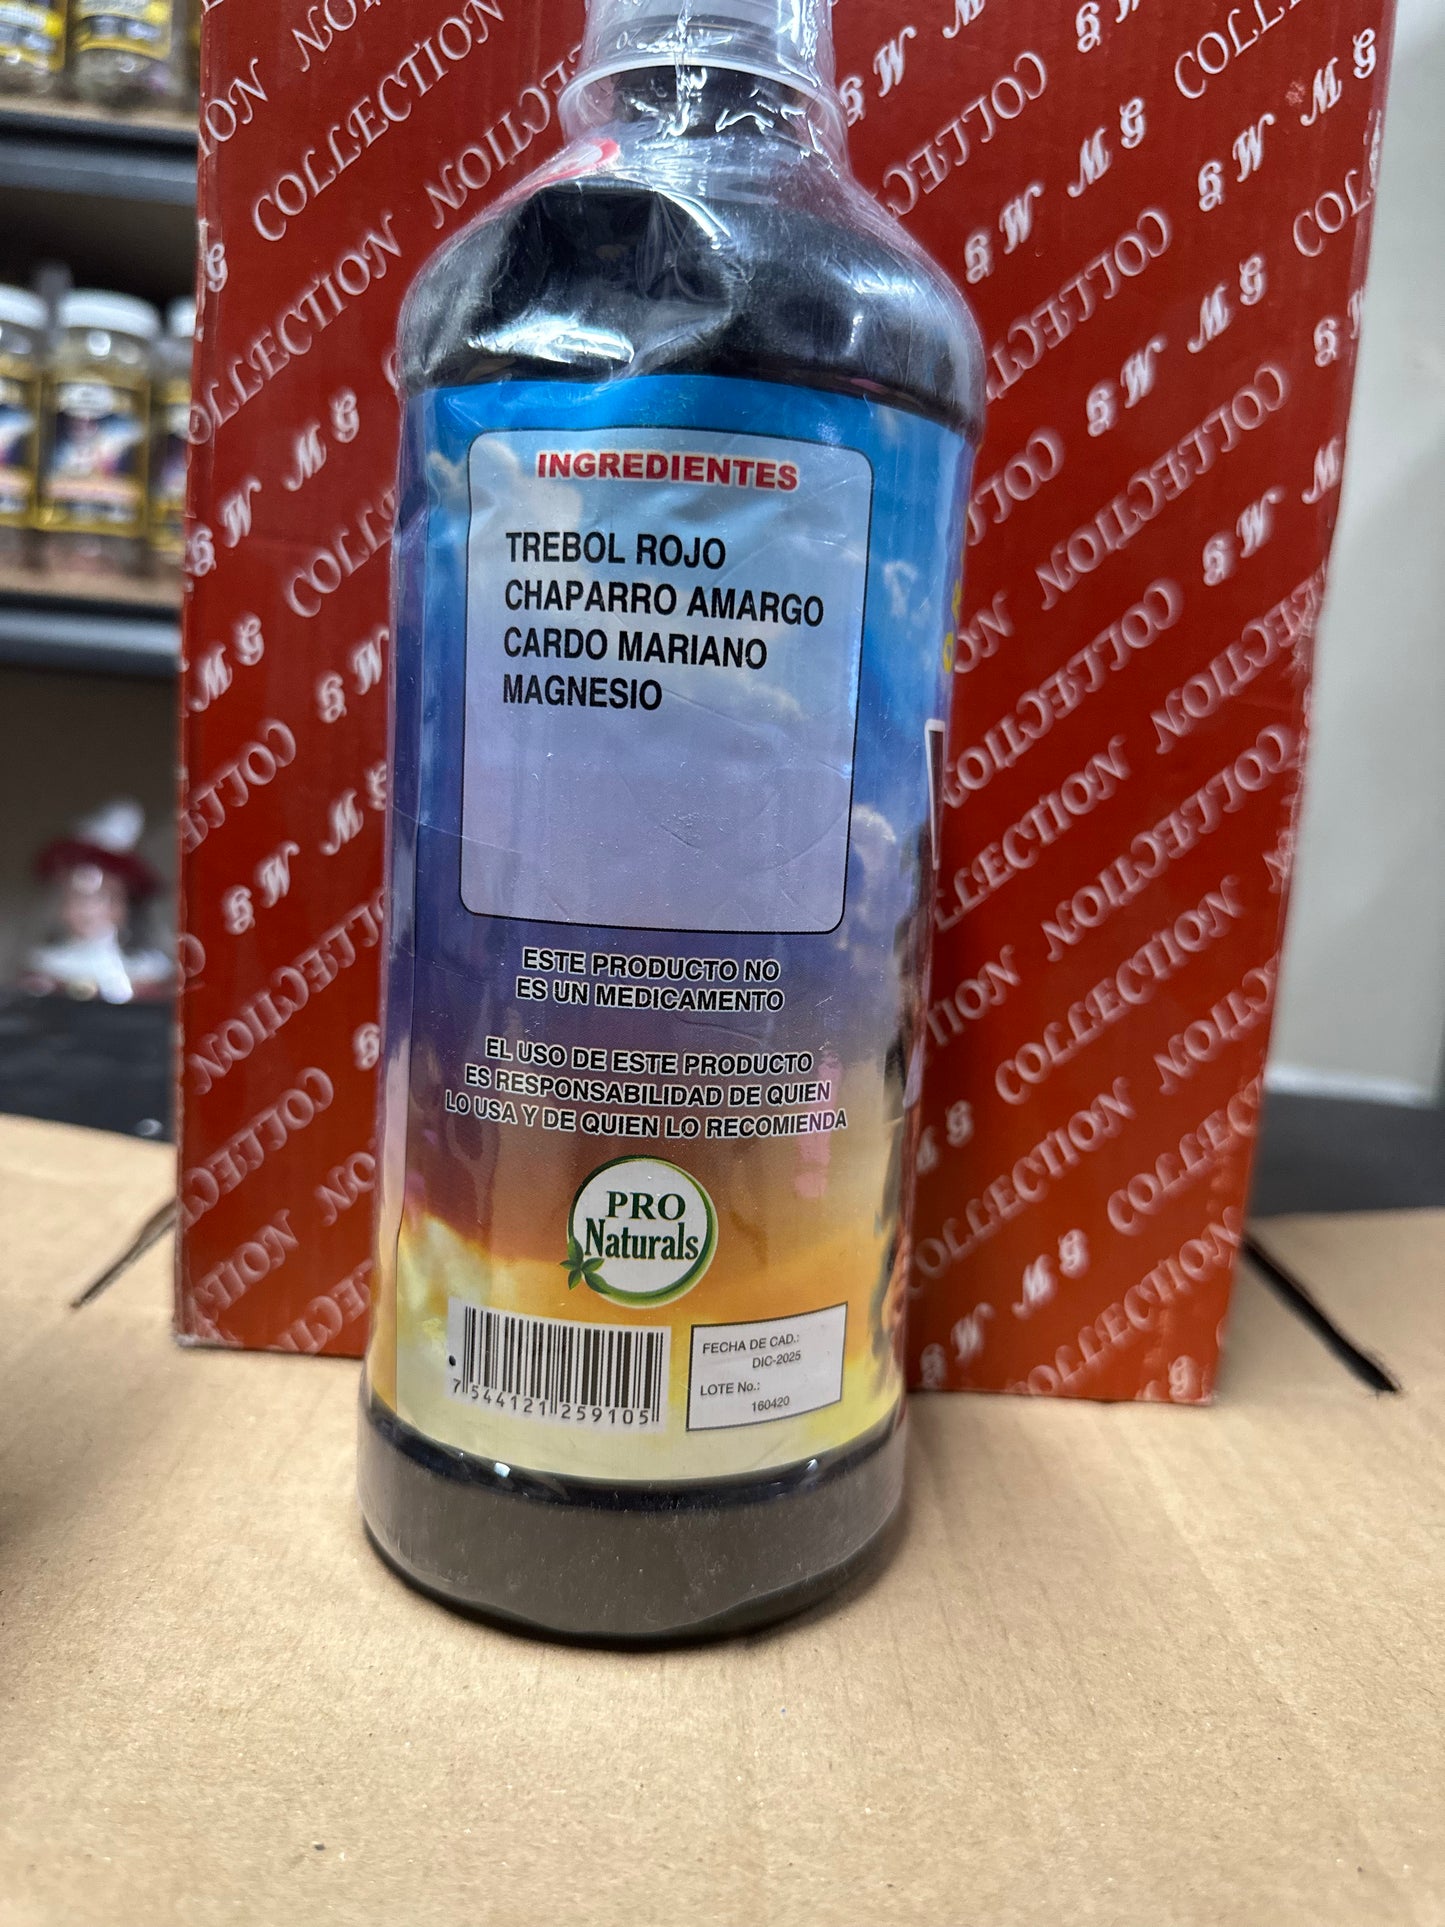 INGREDIENTES
TREBOL ROJO
CHAPARRO AMARGO
CARDO MARIANO
MAGNESIO
ESTE PRODUCTO NO
ES UN MEDICAMENTO
EL USO DE ESTE PRODUCTO
ES RESPONSABILIDAD DE QUIEN
LO USA Y DE QUIEN LO RECOMIENDA
PRO
Naturals
FECHA DE CAD.:
DIC-2025
LOTE No.:
160420
7 544121 259105
COLLECTION
M G
COLLECTION
M G
COLLECTION
M G
COLLECTION